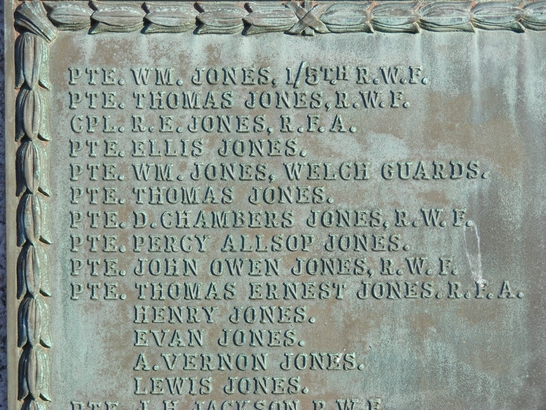 PTE. WM. JONES, 1/5TH R.W.F.
PTE. THOMAS JONES, R.W.F.
CPL. R.E. JONES, R.F.A.
PTE. ELLIS JONES.
PTE. WM. JONES, WELCH GUARDS.
PTE. THOMAS JONES.
PTE. D. CHAMBERS JONES, R.W.F.
PTE. PERCY ALLSOP JONES.
PTE. JOHN OWEN JONES, R.W.F.
PTE. THOMAS ERNEST JONES. R.F.A.
HENRY JONES.
EVAN JONES.
A. VERNON JONES.
LEWIS JONES.
PTE. J. H. JACKSON, R.W.F.